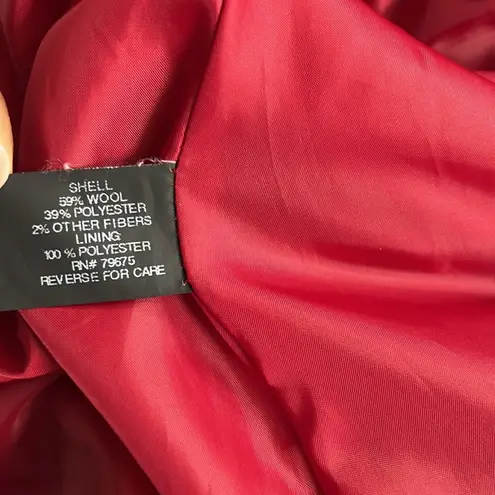 SHELL
59% WOOL
39% POLYESTER
2% OTHER FIBERS
LINING:
100 % POLYESTER
RN# 79675
REVERSE FOR CARE